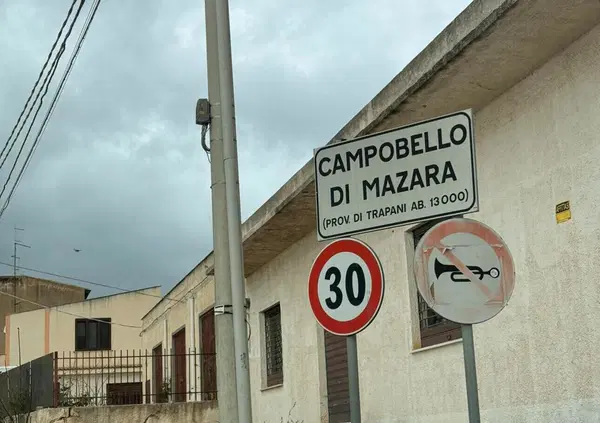 CAMPOBELLO
DI MAZARA
(PROV. DI TRAPANI AB. 13000)
30